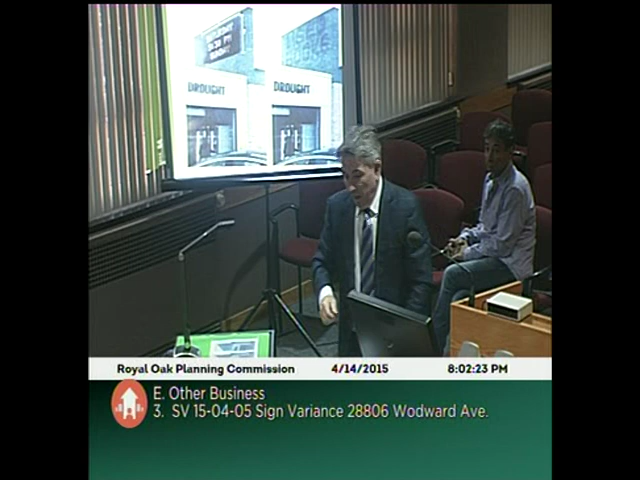 DROUGHT
DROUGHT
Royal Oak Planning Commission 4/14/2015 8:02:23 PM
E. Other Business
3. SV 15-04-05 Sign Variance 28806 Wodward Ave.